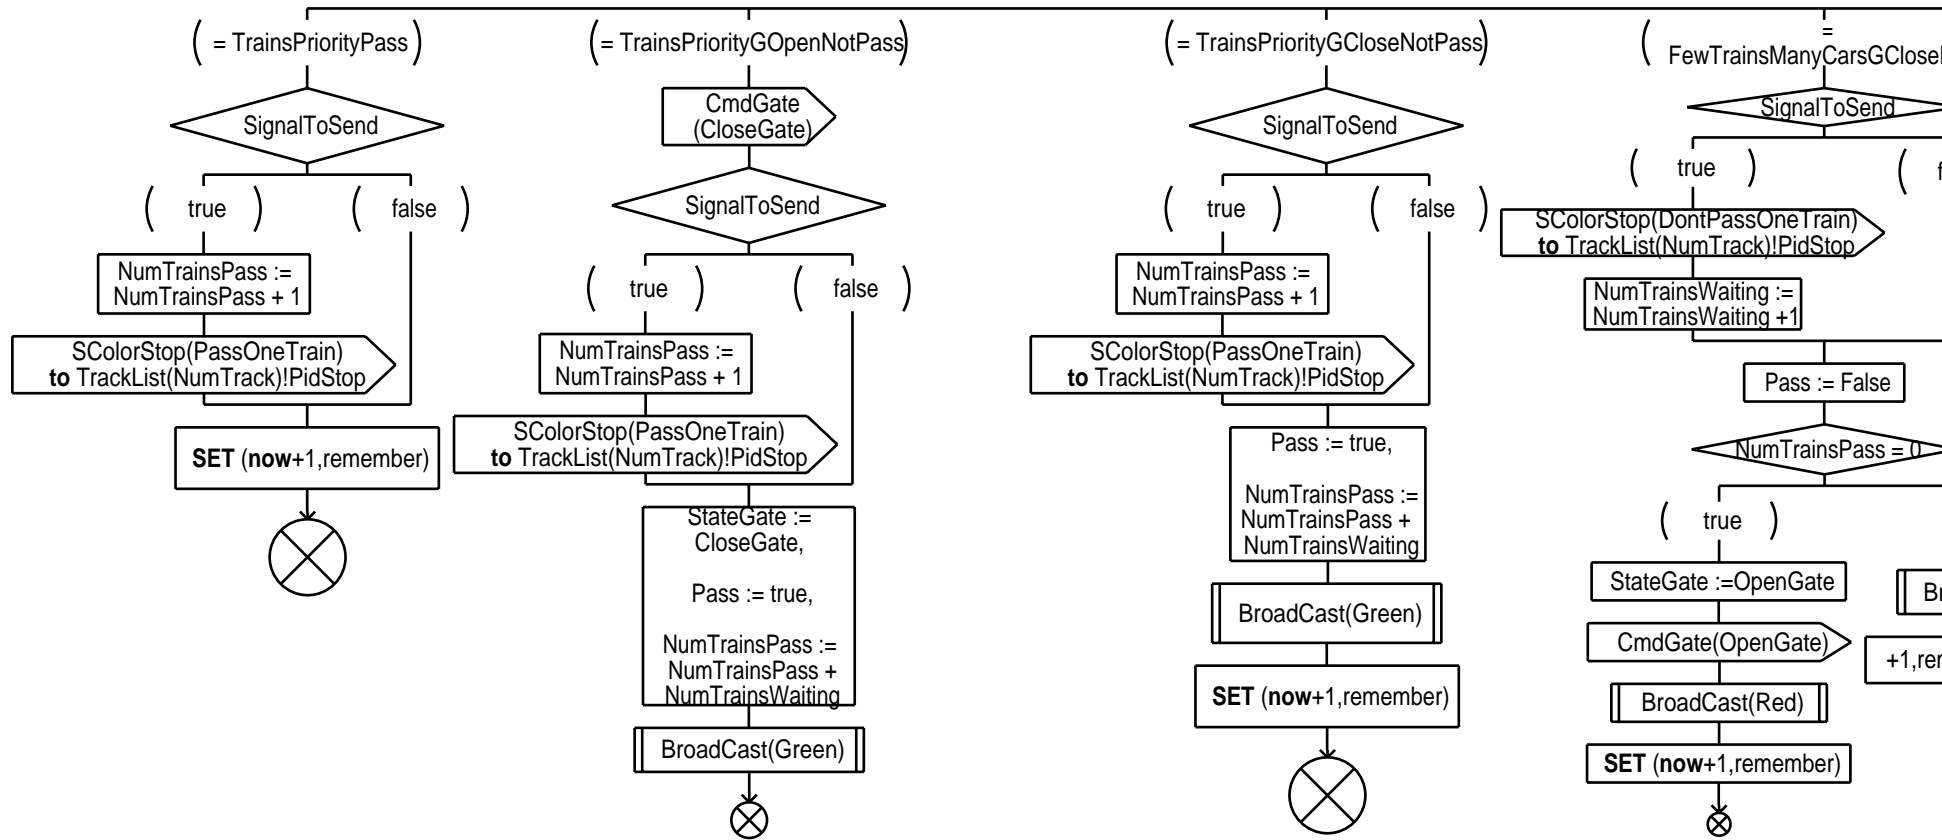 (= TrainsPriorityPass)
SignalToSend
( true )
( false )
NumTrainsPass :=
NumTrainsPass + 1
SColorStop(PassOneTrain)
to TrackList(NumTrack)!PidStop
SET (now+1,remember)
(= TrainsPriorityGOpenNotPass)
CmdGate
(CloseGate)
SignalToSend
( true )
( false )
NumTrainsPass :=
NumTrainsPass + 1
SColorStop(PassOneTrain)
to TrackList(NumTrack)!PidStop
StateGate :=
CloseGate,
Pass := true,
NumTrainsPass :=
NumTrainsPass +
NumTrainsWaiting
BroadCast(Green)
(= TrainsPriorityGCloseNotPass)
SignalToSend
( true )
( false )
NumTrainsPass :=
NumTrainsPass + 1
SColorStop(PassOneTrain)
to TrackList(NumTrack)!PidStop
Pass := true,
NumTrainsPass :=
NumTrainsPass +
NumTrainsWaiting
BroadCast(Green)
SET (now+1,remember)
( =
FewTrainsManyCarsGClose
SignalToSend
( true )
(
SColorStop(DontPassOneTrain)
to TrackList(NumTrack)!PidStop
NumTrainsWaiting :=
NumTrainsWaiting +1
Pass := False
NumTrainsPass = 0
( true )
StateGate :=OpenGate
CmdGate(OpenGate)
BroadCast(Red)
SET (now+1,remember)
Br
+1,rer